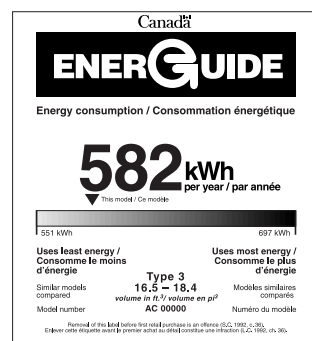 Canada
ENERGUIDE
Energy consumption / Consommation énergétique
582 kWh
per year / par année
This model / Ce modèle
551 kWh 697 kWh
Uses least energy / Uses most energy /
Consomme le moins Consomme le plus
d'énergie d'énergie
Type 3
Similar models 16.5 – 18.4 Modèles similaires
compared volume in ft.³/ volume en pi³ comparés
Model number AC 00000 Numéro du modèle
Removal of this label before first retail purchase is an offence (S.C. 1992, c. 36).
Enlever cette étiquette avant le premier achat au détail constitue une infraction (L.C. 1992, ch. 36).